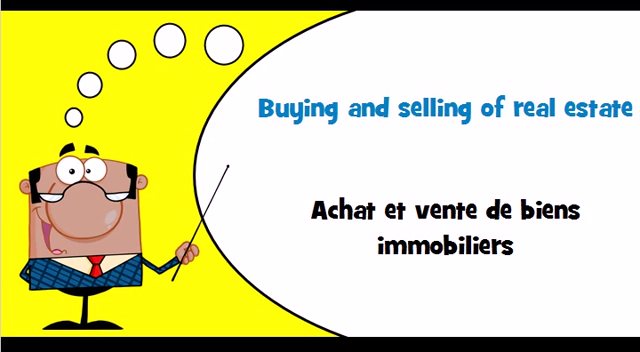 Buying and selling of real estate
Achat et vente de biens
immobiliers